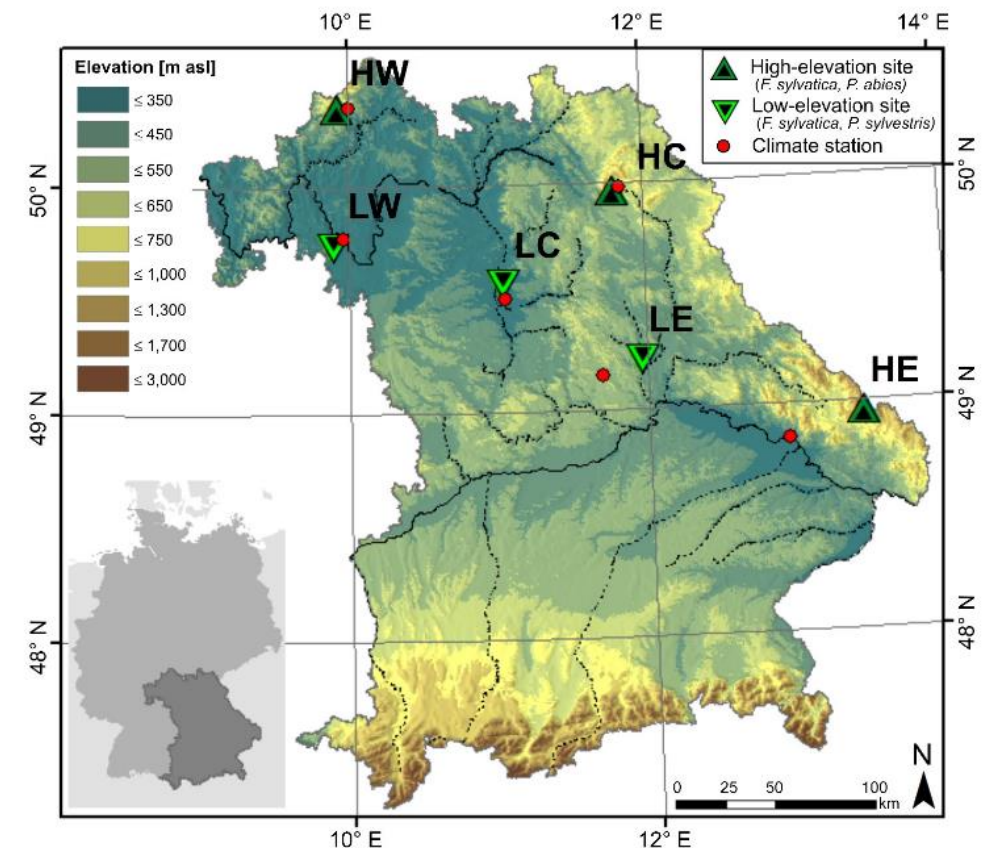 10° E
12° E
14° E
Elevation [m asl]
≤ 350
≤ 450
≤ 550
≤ 650
≤ 750
≤ 1,000
≤ 1,300
≤ 1,700
≤ 3,000
High-elevation site
(F. sylvatica, P. abies)
Low-elevation site
(F. sylvatica, P. sylvestris)
Climate station
HW
HC
LW
LC
LE
HE
50° N
50° N
49° N
49° N
48° N
48° N
N
0 25 50 100
km
10° E
12° E